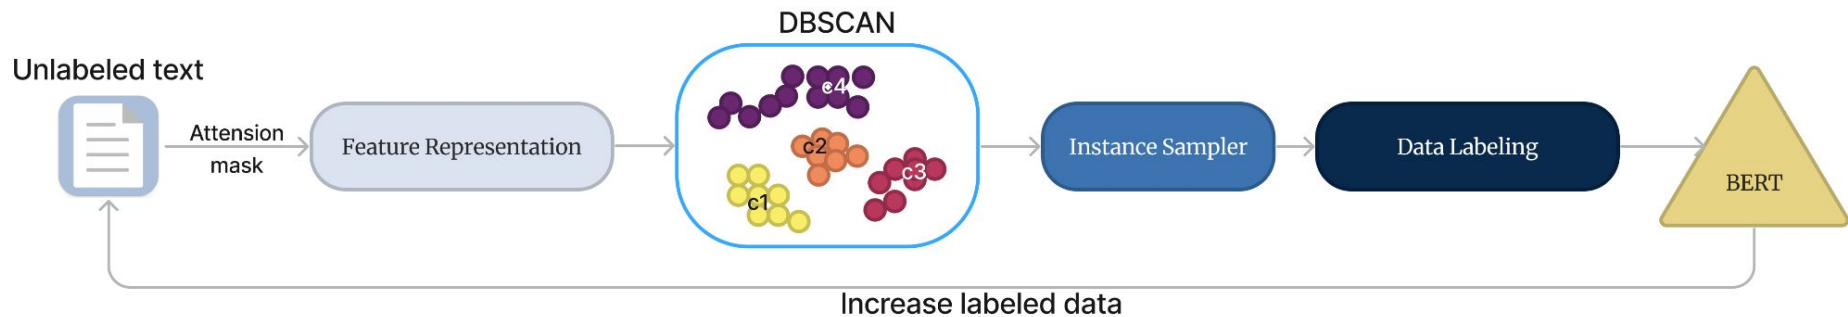 DBSCAN
Unlabeled text
Attension
mask
Feature Representation
c4
c2
c3
c1
Instance Sampler
Data Labeling
BERT
Increase labeled data